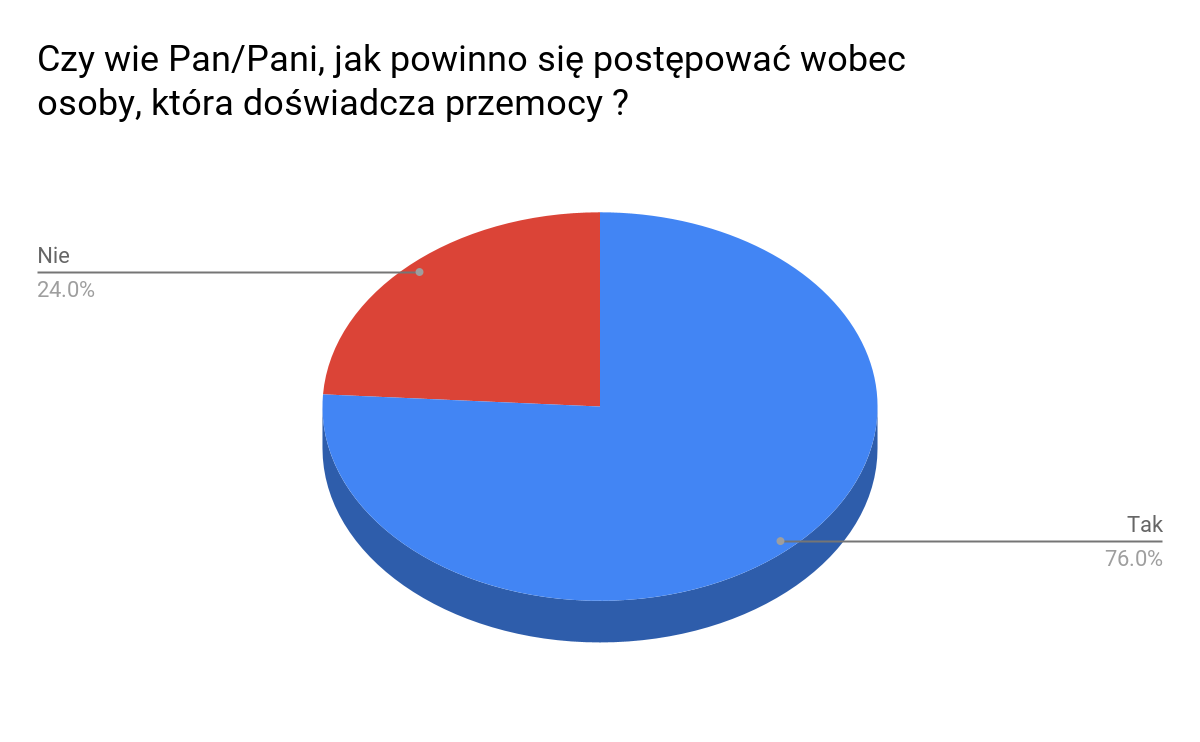 Czy wie Pan/Pani, jak powinno się postępować wobec
osoby, która doświadcza przemocy ?
Nie
24.0%
Tak
76.0%